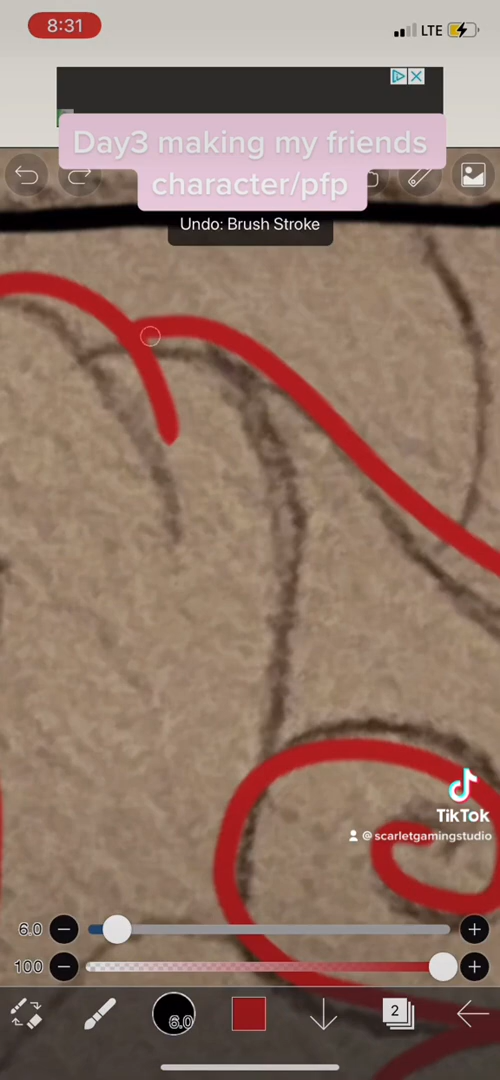 8:31
LTE
Day3 making my friends
character/pfp
Undo: Brush Stroke
TikTok
@scarletgamingstudio
6.0
100
6.0
2